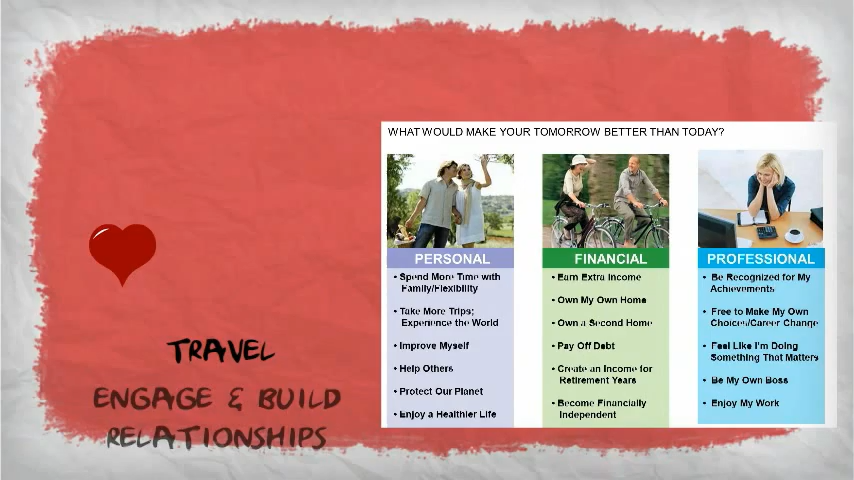 WHAT WOULD MAKE YOUR TOMORROW BETTER THAN TODAY?
PERSONAL
• Spend More Time with
Family/Flexibility
• Take More Trips;
Experience the World
• Improve Myself
• Help Others
• Protect Our Planet
• Enjoy a Healthier Life
FINANCIAL
• Earn Extra Income
• Own My Own Home
• Own a Second Home
• Pay Off Debt
• Create an Income for
Retirement Years
• Become Financially
Independent
PROFESSIONAL
• Be Recognized for My
Achievements
• Free to Make My Own
Choices/Career Change
• Feel Like I'm Doing
Something That Matters
• Be My Own Boss
• Enjoy My Work
TRAVEL
ENGAGE & BUILD
RELATIONSHIPS